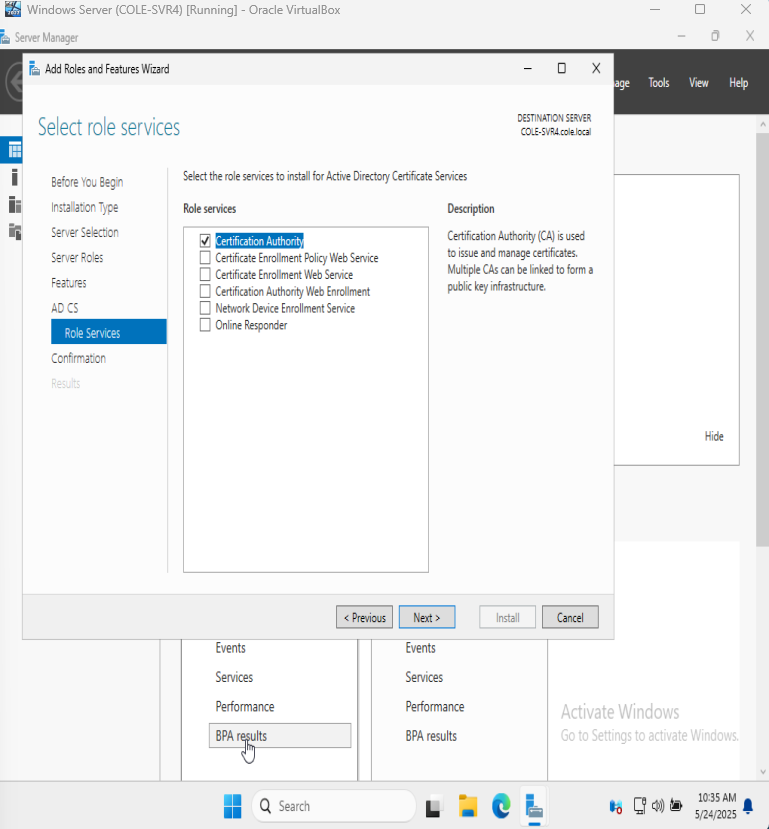 Windows Server (COLE-SVR4) [Running] - Oracle VirtualBox
Server Manager
Add Roles and Features Wizard
age Tools View Help
Select role services
DESTINATION SERVER
COLE-SVR4.cole.local
Before You Begin
Installation Type
Server Selection
Server Roles
Features
AD CS
Role Services
Confirmation
Results
Select the role services to install for Active Directory Certificate Services
Role services
Certification Authority
Certificate Enrollment Policy Web Service
Certificate Enrollment Web Service
Certification Authority Web Enrollment
Network Device Enrollment Service
Online Responder
Description
Certification Authority (CA) is used
to issue and manage certificates.
Multiple CAs can be linked to form a
public key infrastructure.
Hide
< Previous Next > Install Cancel
Events
Services
Performance
BPA results
Events
Services
Performance
BPA results
Activate Windows
Go to Settings to activate Windows.
Search
10:35 AM
5/24/2025